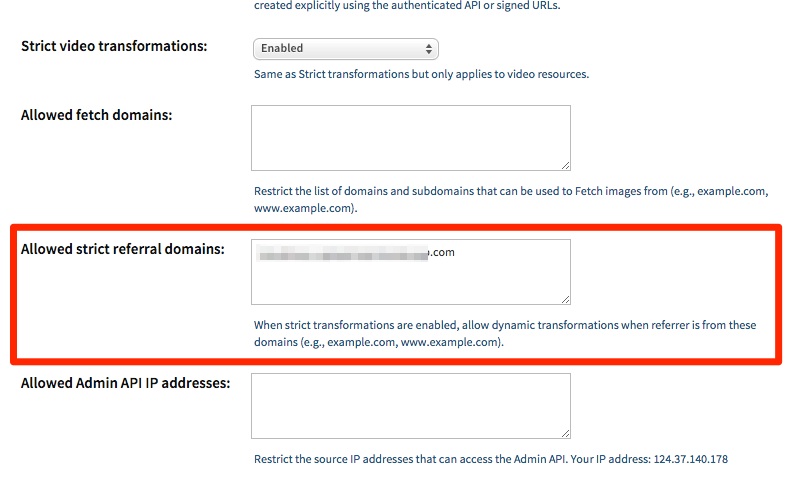 created explicitly using the authenticated API or signed URLs.
Strict video transformations:
Enabled
Same as Strict transformations but only applies to video resources.
Allowed fetch domains:
Restrict the list of domains and subdomains that can be used to Fetch images from (e.g., example.com,
www.example.com).
Allowed strict referral domains:
.com
When strict transformations are enabled, allow dynamic transformations when referrer is from these
domains (e.g., example.com, www.example.com).
Allowed Admin API IP addresses:
Restrict the source IP addresses that can access the Admin API. Your IP address: 124.37.140.178